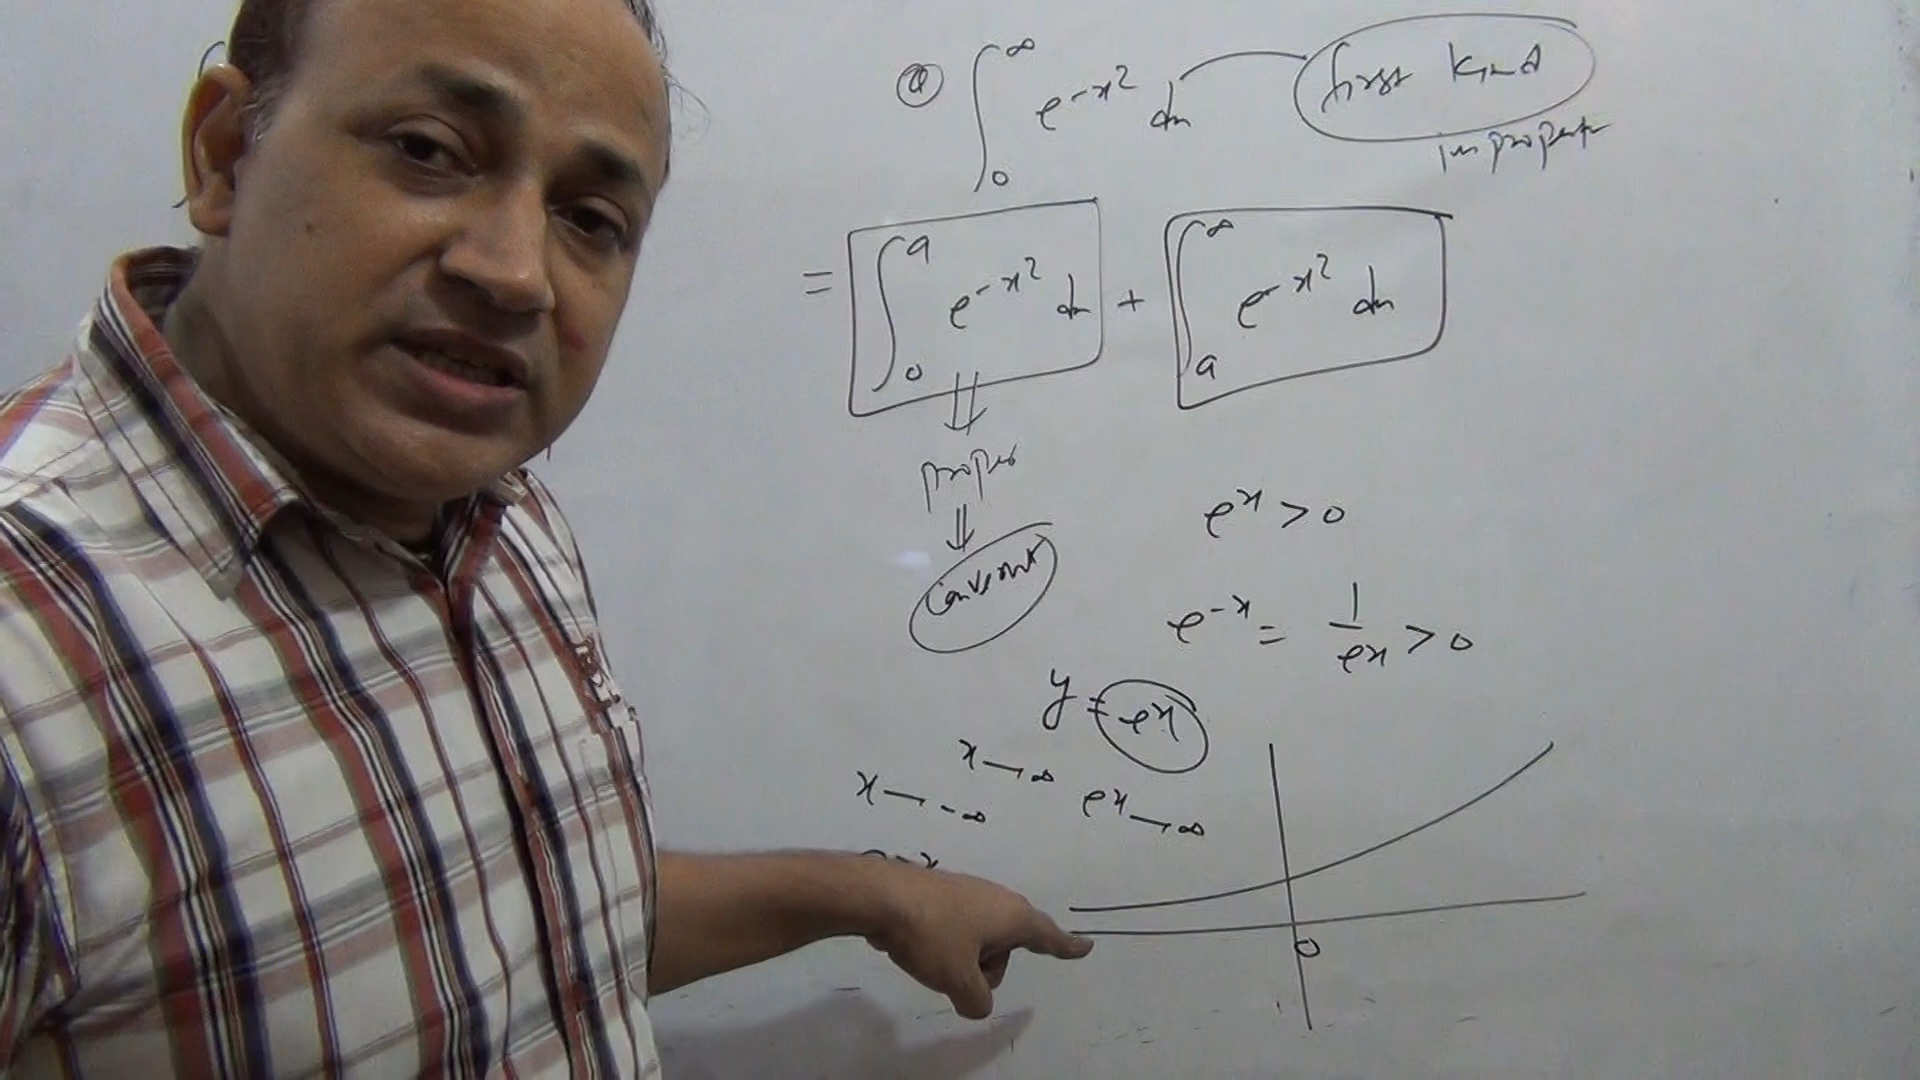 Q ∫₀^∞ e^{-x²} dx first kind
improper
= ∫₀^a e^{-x²} dx + ∫ₐ^∞ e^{-x²} dx
⇓
proper
⇓
e^x > 0
convergent
e^{-x} = 1/e^x > 0
y = e^x
x → ∞
x → -∞ e^x → ∞
0